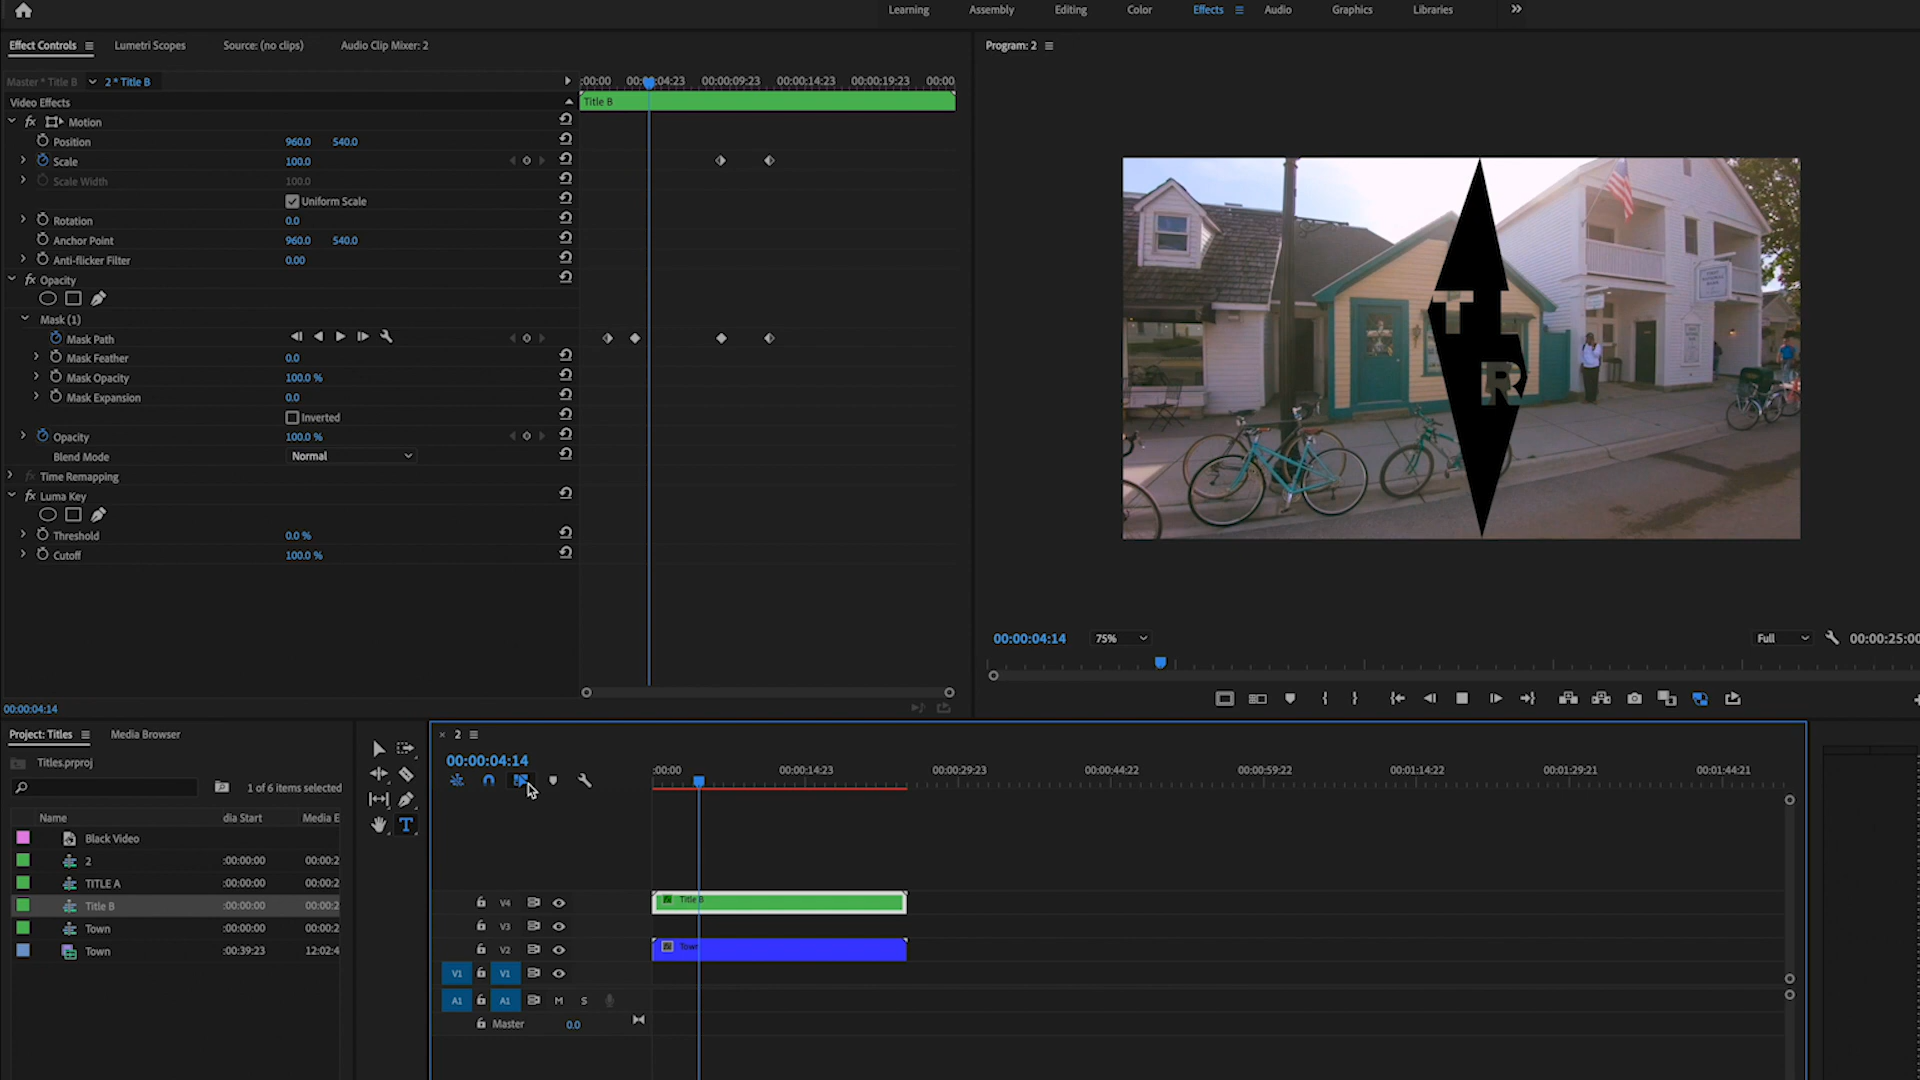 Learning Assembly Editing Color Effects Audio Graphics Libraries
Effect Controls Lumetri Scopes Source: (no clips) Audio Clip Mixer: 2
Program: 2
Master * Title B 2 * Title B
:00:00 00:00:04:23 00:00:09:23 00:00:14:23 00:00:19:23 00:00
Video Effects
Title B
fx Motion
Position 960.0 540.0
Scale 100.0
Scale Width 100.0
Uniform Scale
Rotation 0.0
Anchor Point 960.0 540.0
Anti-flicker Filter 0.00
fx Opacity
Mask (1)
Mask Path
Mask Feather 0.0
Mask Opacity 100.0 %
Mask Expansion 0.0
Inverted
Opacity 100.0 %
Blend Mode Normal
fx Time Remapping
fx Luma Key
Threshold 0.0 %
Cutoff 100.0 %
T I
R
00:00:04:14 75% Full 00:00:25:00
00:00:04:14
Project: Titles Media Browser
Titles.prproj
1 of 6 items selected
Name dia Start Media E
Black Video
2 :00:00:00 00:00:2
TITLE A :00:00:00 00:00:2
Title B :00:00:00 00:00:2
Town :00:00:00 00:00:2
Town :00:39:23 12:02:4
T
× 2
00:00:04:14
:00:00 00:00:14:23 00:00:29:23 00:00:44:22 00:00:59:22 00:01:14:22 00:01:29:21 00:01:44:21
V4 fx Title B
V3
V2 fx Town
V1 V1
A1 A1 M S
Master 0.0